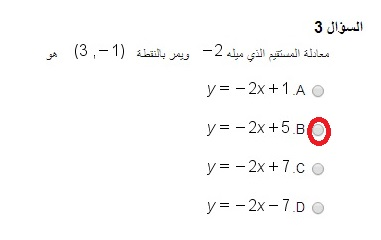 السؤال 3
معادلة المستقيم الذي ميله 2− ويمر بالنقطة (3 , −1) هو
y = −2x+1 .A
y = −2x+5 .B
y = −2x+7 .C
y = −2x−7 .D